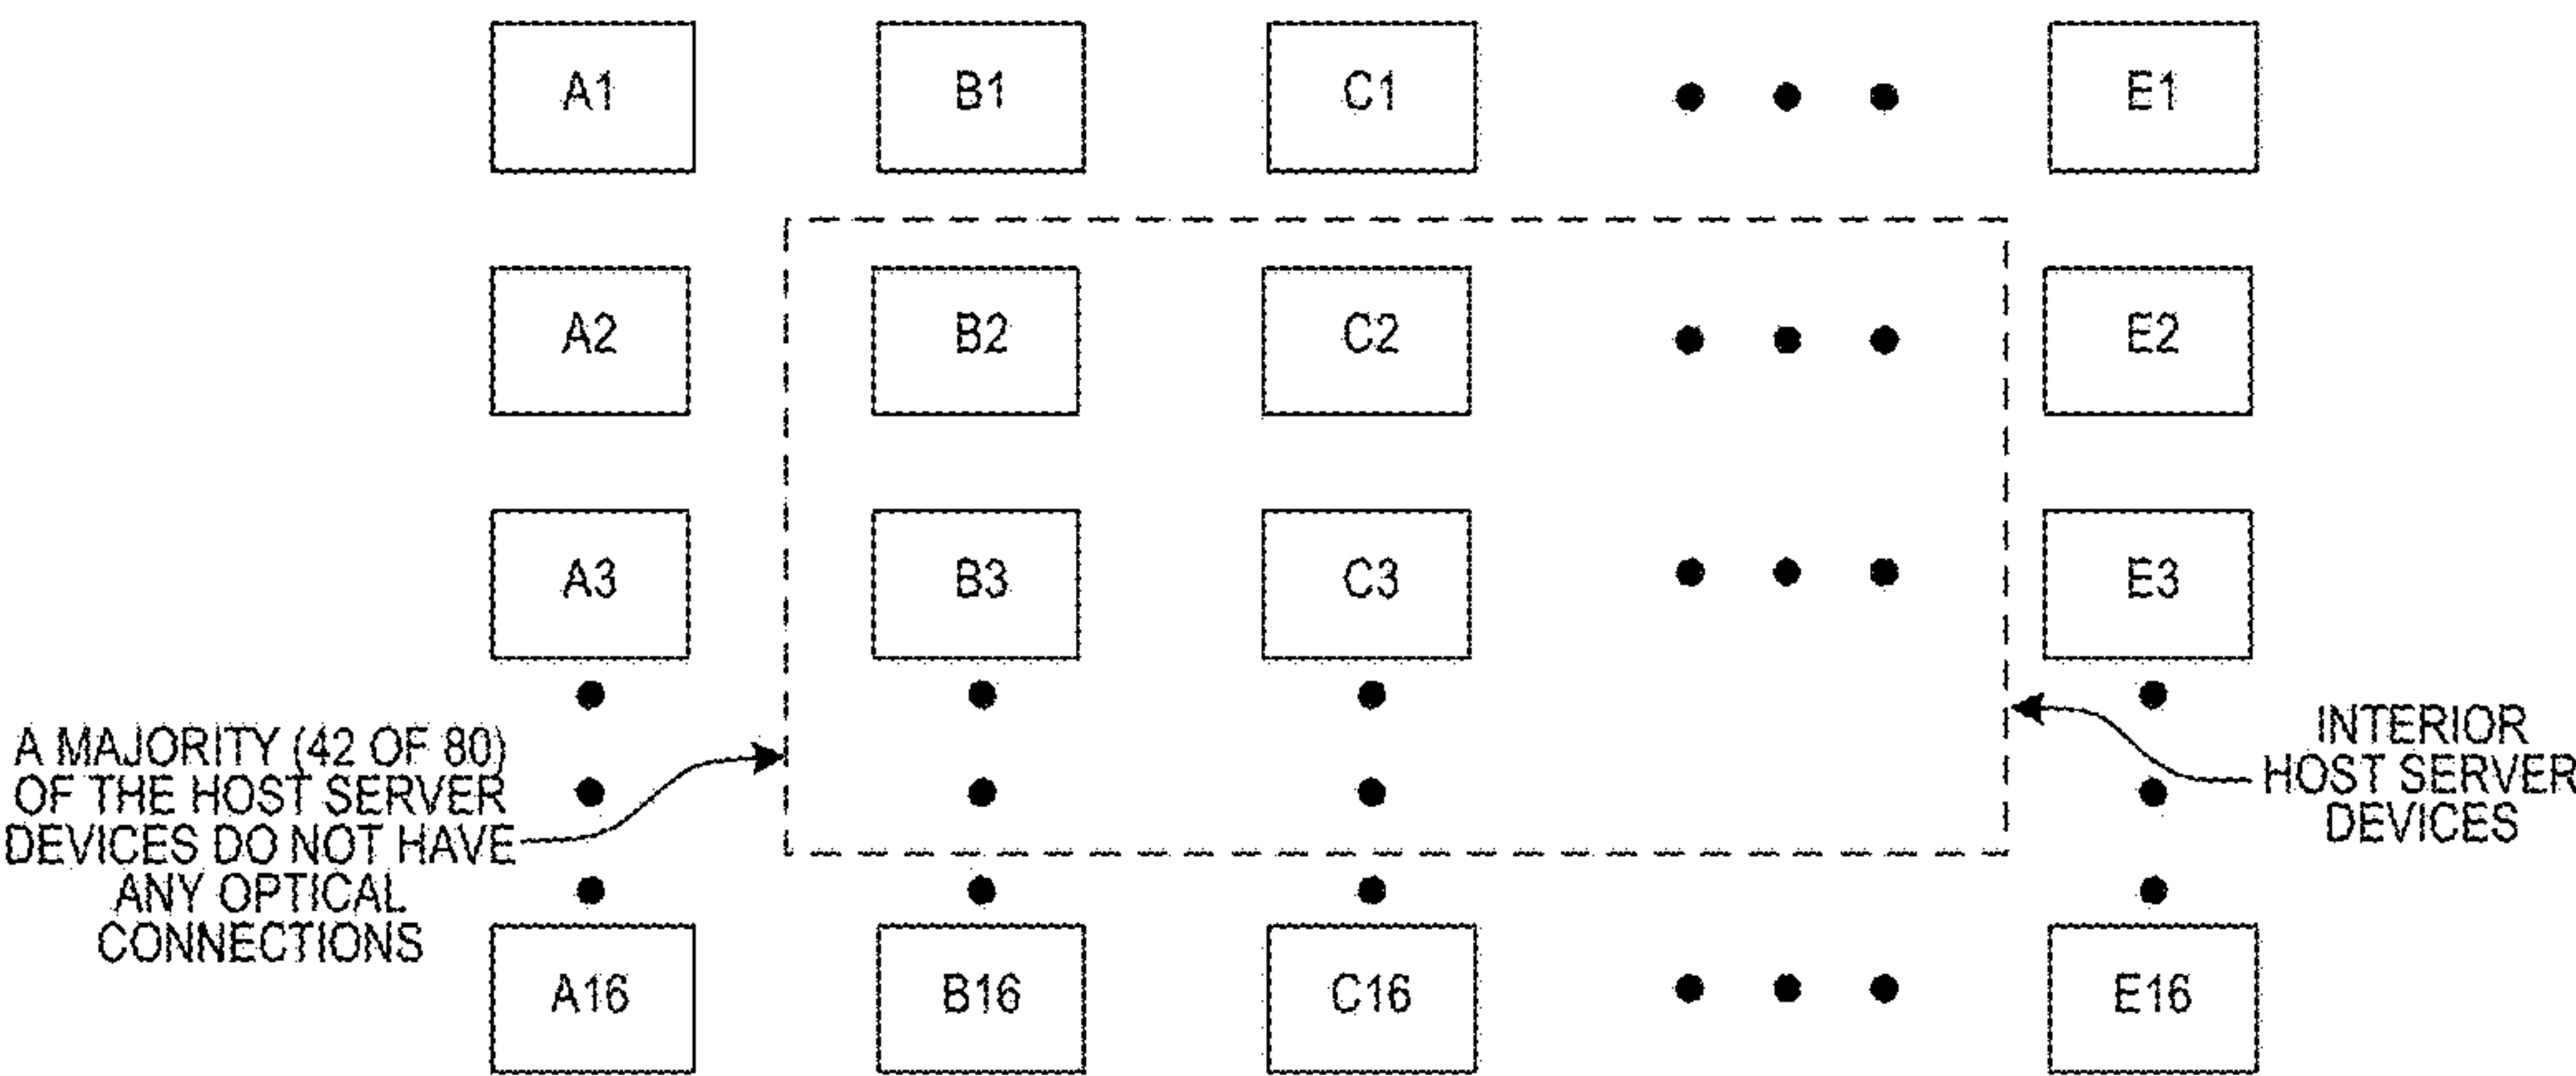 A1 B1 C1 E1
A2 B2 C2 E2
A3 B3 C3 E3
A MAJORITY (42 OF 80)
OF THE HOST SERVER
DEVICES DO NOT HAVE
ANY OPTICAL
CONNECTIONS
INTERIOR
HOST SERVER
DEVICES
A16 B16 C16 E16